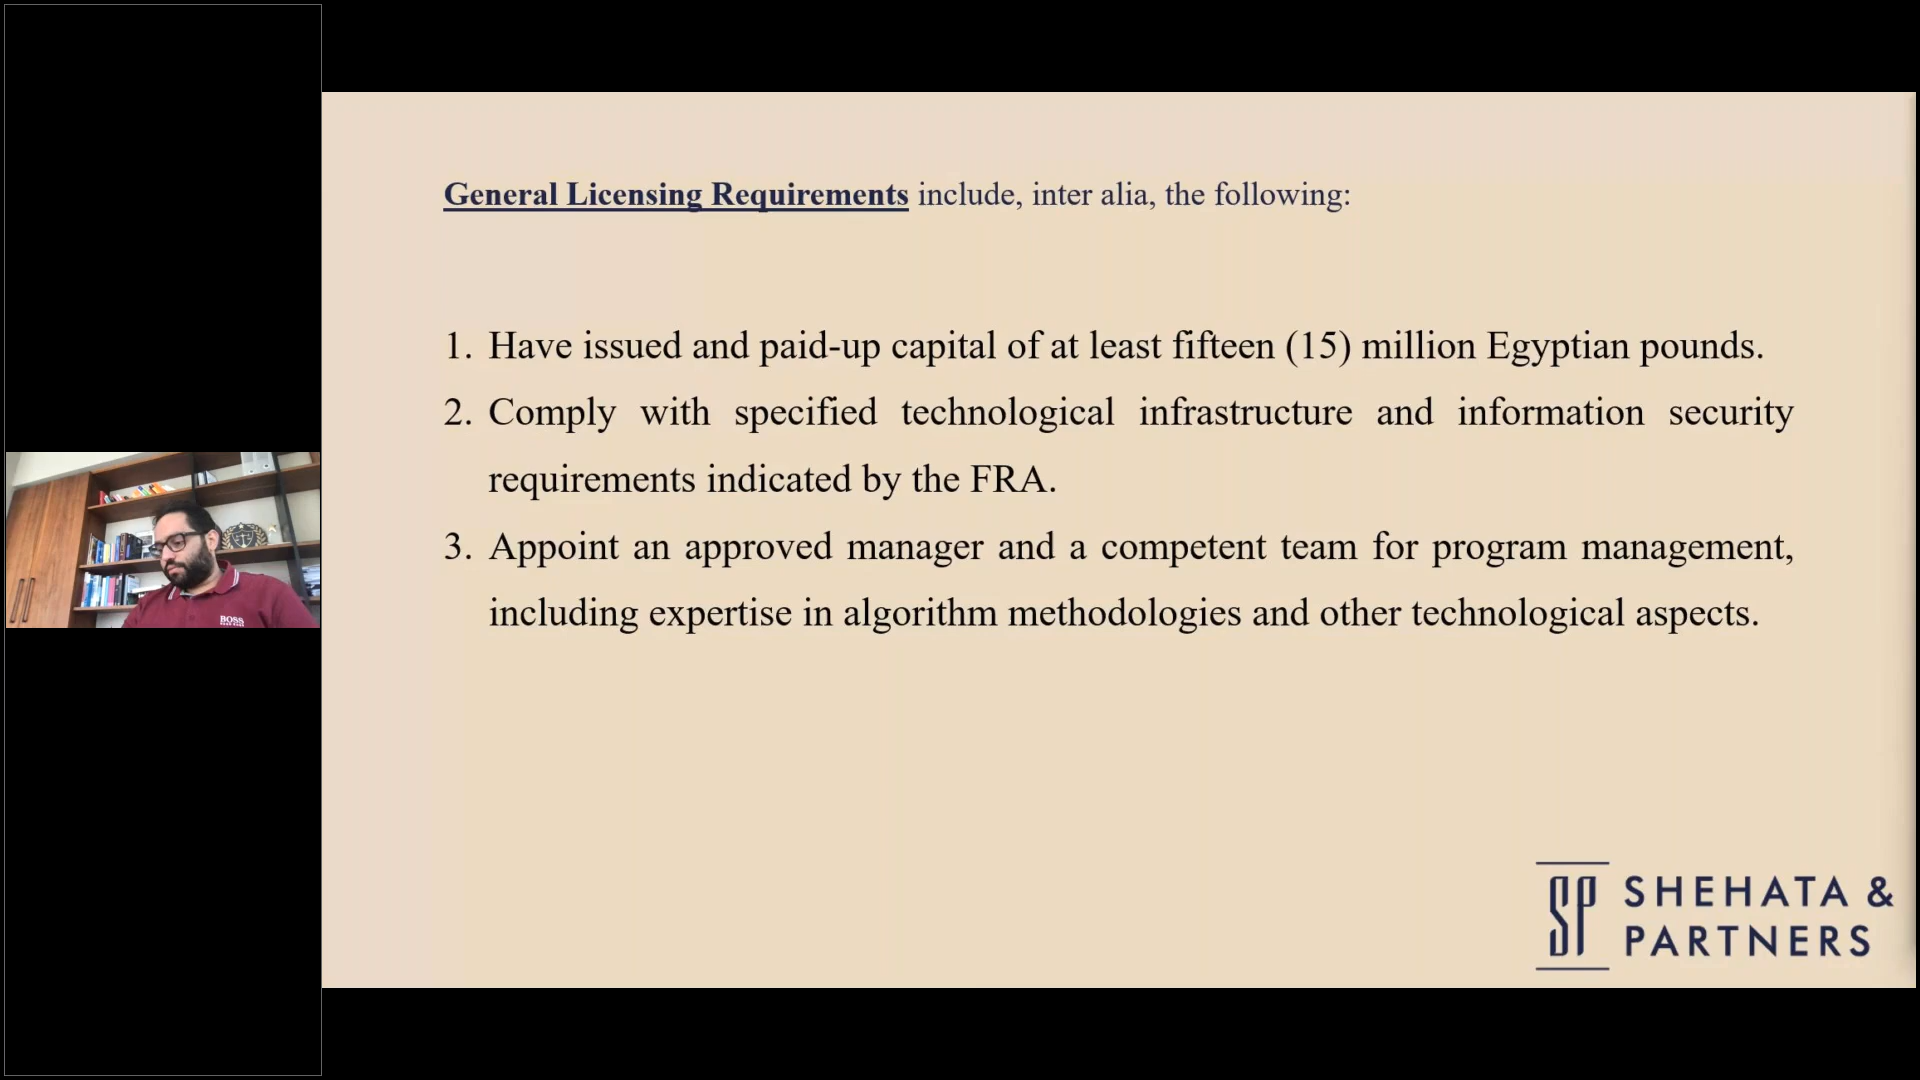 General Licensing Requirements include, inter alia, the following:
1. Have issued and paid-up capital of at least fifteen (15) million Egyptian pounds.
2. Comply with specified technological infrastructure and information security
requirements indicated by the FRA.
3. Appoint an approved manager and a competent team for program management,
including expertise in algorithm methodologies and other technological aspects.
BOSS
SP
SHEHATA &
PARTNERS